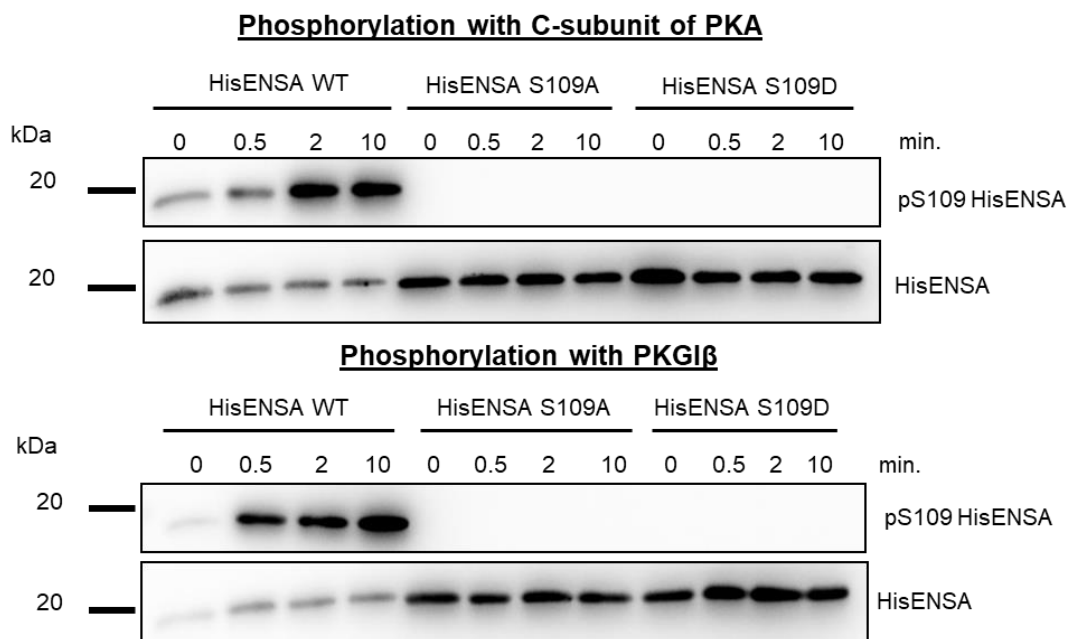 Phosphorylation with C-subunit of PKA
HisENSA WT HisENSA S109A HisENSA S109D
kDa 0 0.5 2 10 0 0.5 2 10 0 0.5 2 10 min.
20 pS109 HisENSA
20 HisENSA
Phosphorylation with PKGIβ
HisENSA WT HisENSA S109A HisENSA S109D
kDa
0 0.5 2 10 0 0.5 2 10 0 0.5 2 10 min.
20 pS109 HisENSA
20 HisENSA